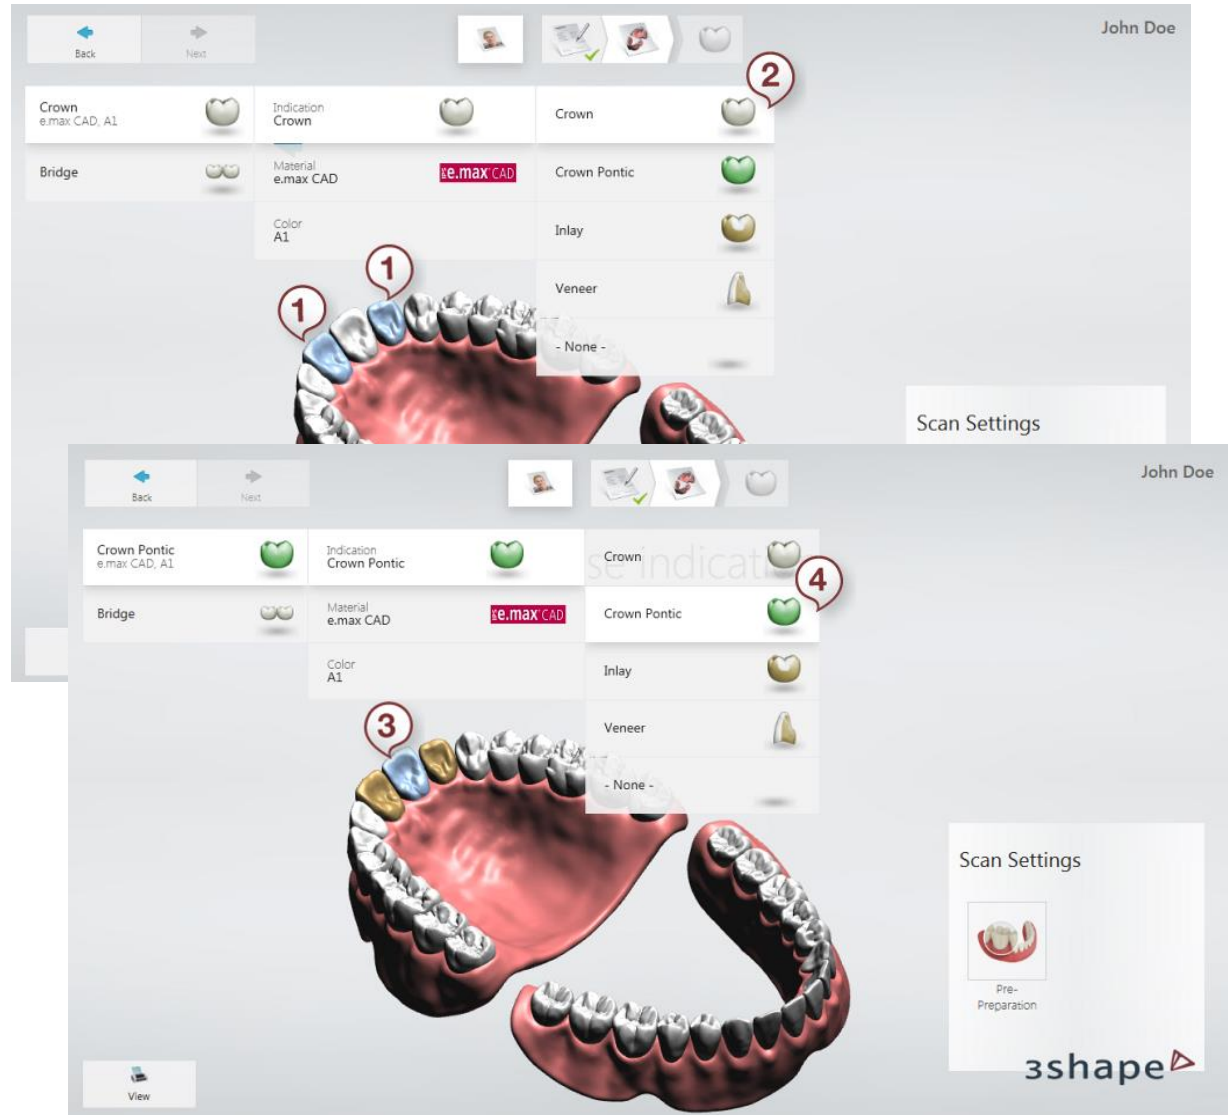 John Doe
Back
Next
2
Crown
e.max CAD, A1
Indication
Crown
Crown
Bridge
Material
e.max CAD
e.max CAD
Crown Pontic
Color
A1
Inlay
1
1
Veneer
- None -
Scan Settings
John Doe
Back
Next
Crown Pontic
e.max CAD, A1
Indication
Crown Pontic
Crown
se indicati
4
Bridge
Material
e.max CAD
e.max CAD
Crown Pontic
Color
A1
Inlay
3
Veneer
- None -
Scan Settings
Pre-
Preparation
3shape
View